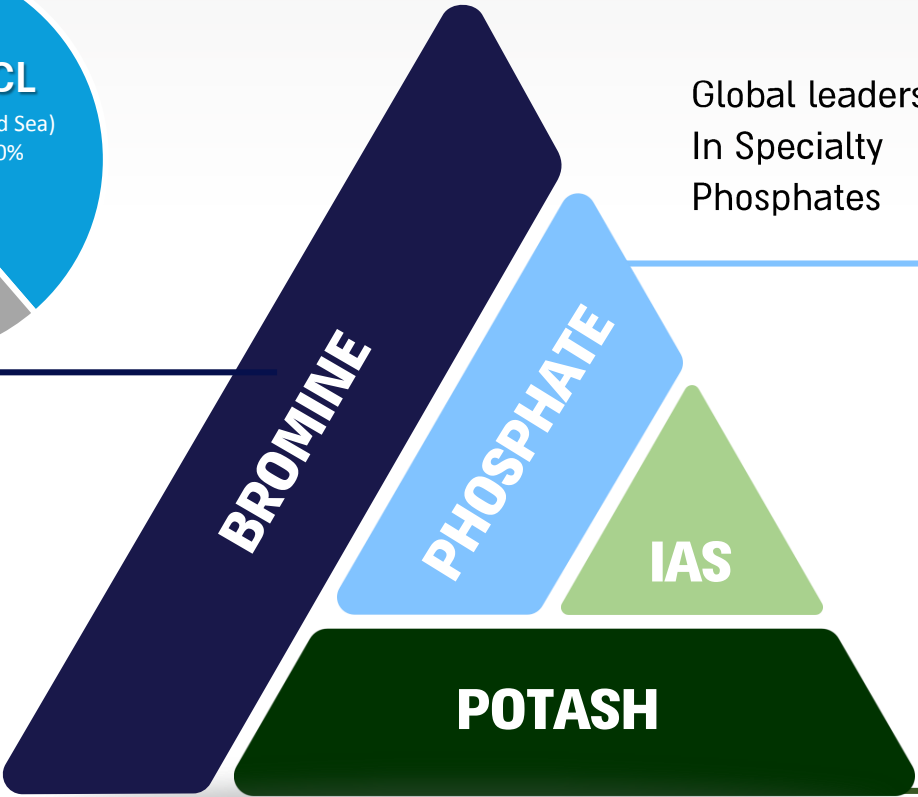 CL
d Sea)
0%
Global leaders
In Specialty
Phosphates
BROMINE
PHOSPHATE
IAS
POTASH